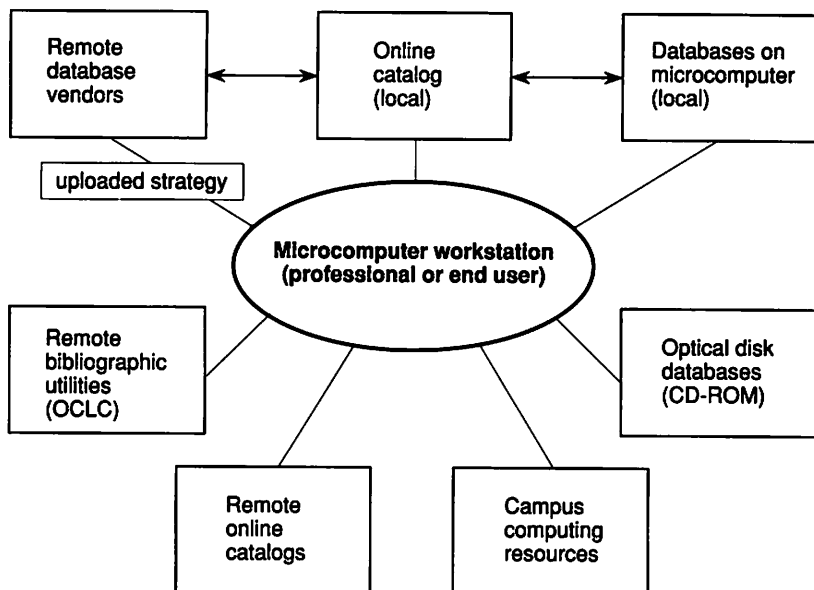 Remote
database
vendors
Online
catalog
(local)
Databases on
microcomputer
(local)
uploaded strategy
Microcomputer workstation
(professional or end user)
Remote
bibliographic
utilities
(OCLC)
Optical disk
databases
(CD-ROM)
Remote
online
catalogs
Campus
computing
resources